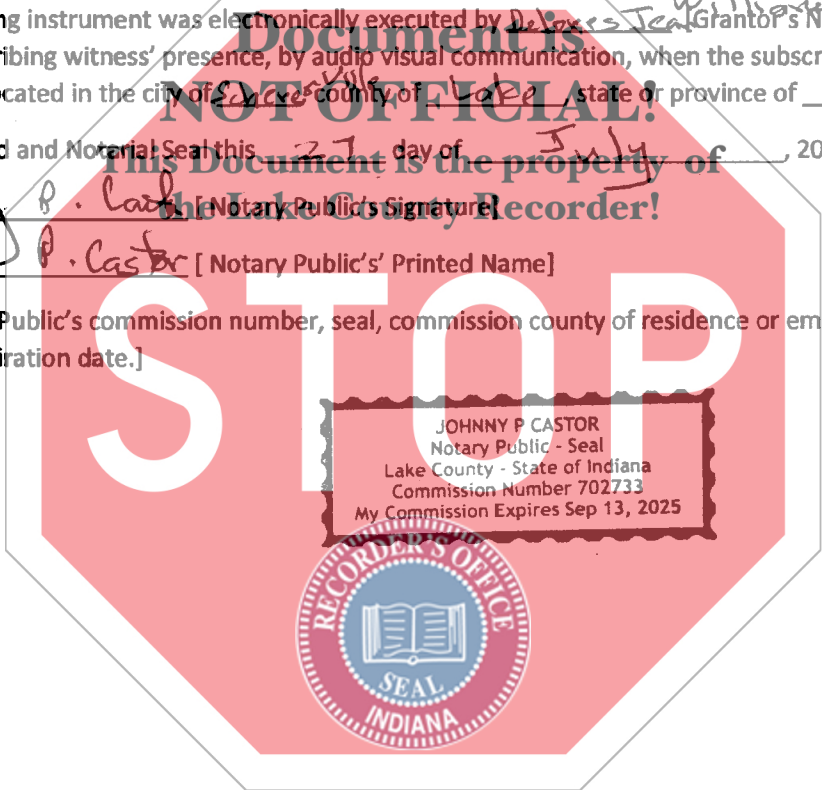 ng instrument was electronically executed by Delores Jea [Grantor's N
ibing witness' presence, by audio visual communication, when the subscr
cated in the city of county of Lake, state or province of
d and Notarial Seal this 27 day of July, 20
P. Cast [ Notary Public's Signature]
P. Castor [ Notary Public's' Printed Name]
Public's commission number, seal, commission county of residence or em
iration date.]
Document is
NOT OFFICIAL!
This Document is the property of
the Lake County Recorder!
STOP
JOHNNY P CASTOR
Notary Public - Seal
Lake County - State of Indiana
Commission Number 702733
My Commission Expires Sep 13, 2025
RECORDER'S OFFICE
SEAL
INDIANA